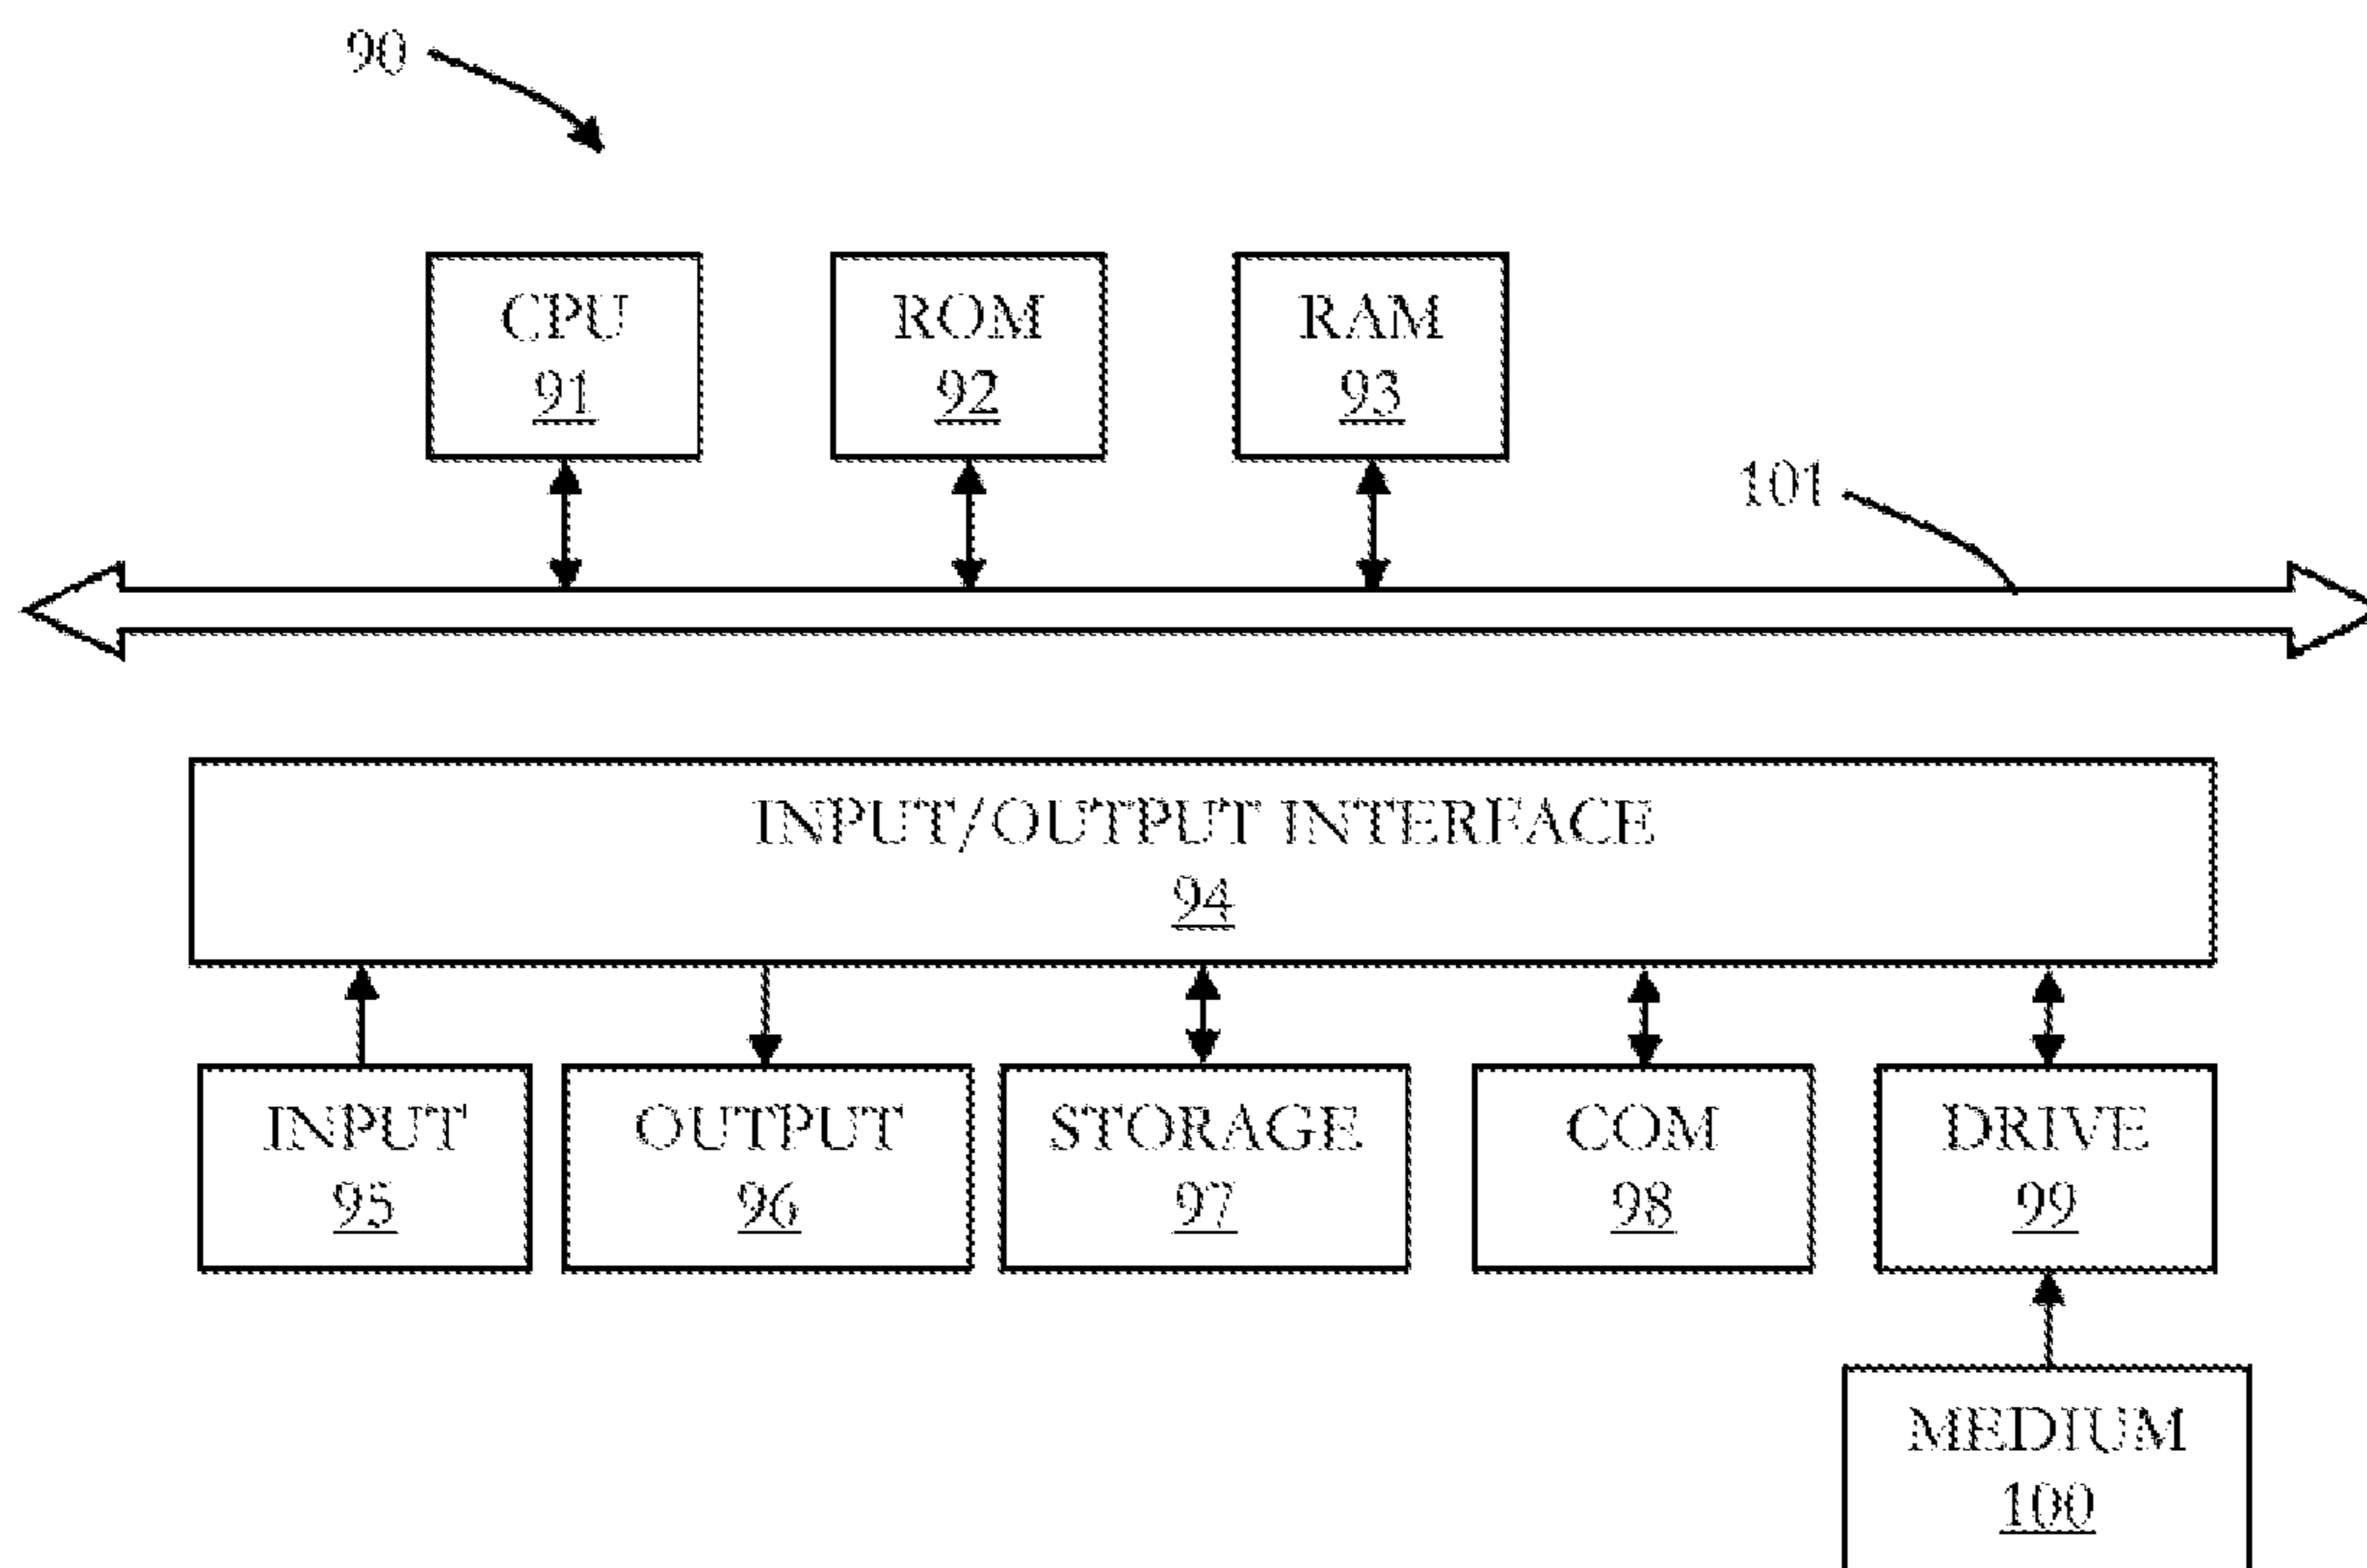 90
CPU
91
ROM
92
RAM
93
101
INPUT/OUTPUT INTERFACE
94
INPUT
95
OUTPUT
96
STORAGE
97
COM
98
DRIVE
99
MEDIUM
100